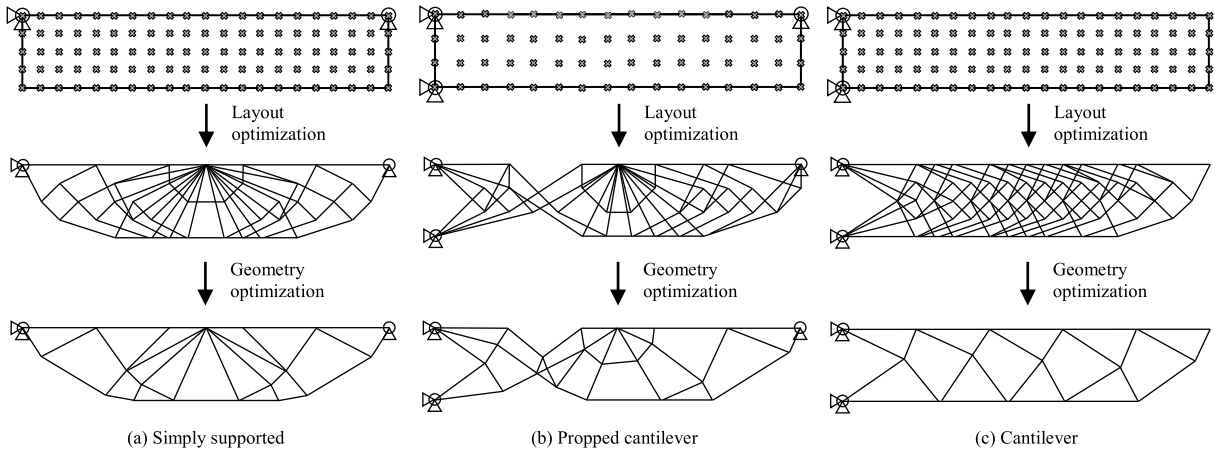 Layout
optimization
Layout
optimization
Layout
optimization
Geometry
optimization
Geometry
optimization
Geometry
optimization
(a) Simply supported
(b) Propped cantilever
(c) Cantilever